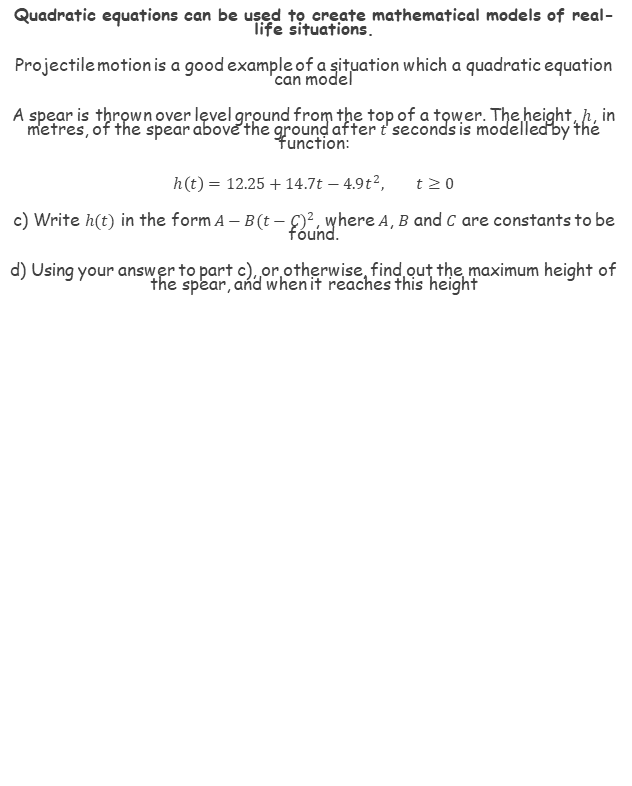 Quadratic equations can be used to create mathematical models of real-
life situations.
Projectile motion is a good example of a situation which a quadratic equation
can model
A spear is thrown over level ground from the top of a tower. The height, h, in
metres, of the spear above the ground after t seconds is modelled by the
function:
h(t) = 12.25 + 14.7t − 4.9t², t ≥ 0
c) Write h(t) in the form A − B(t − C)², where A, B and C are constants to be
found.
d) Using your answer to part c), or otherwise, find out the maximum height of
the spear, and when it reaches this height